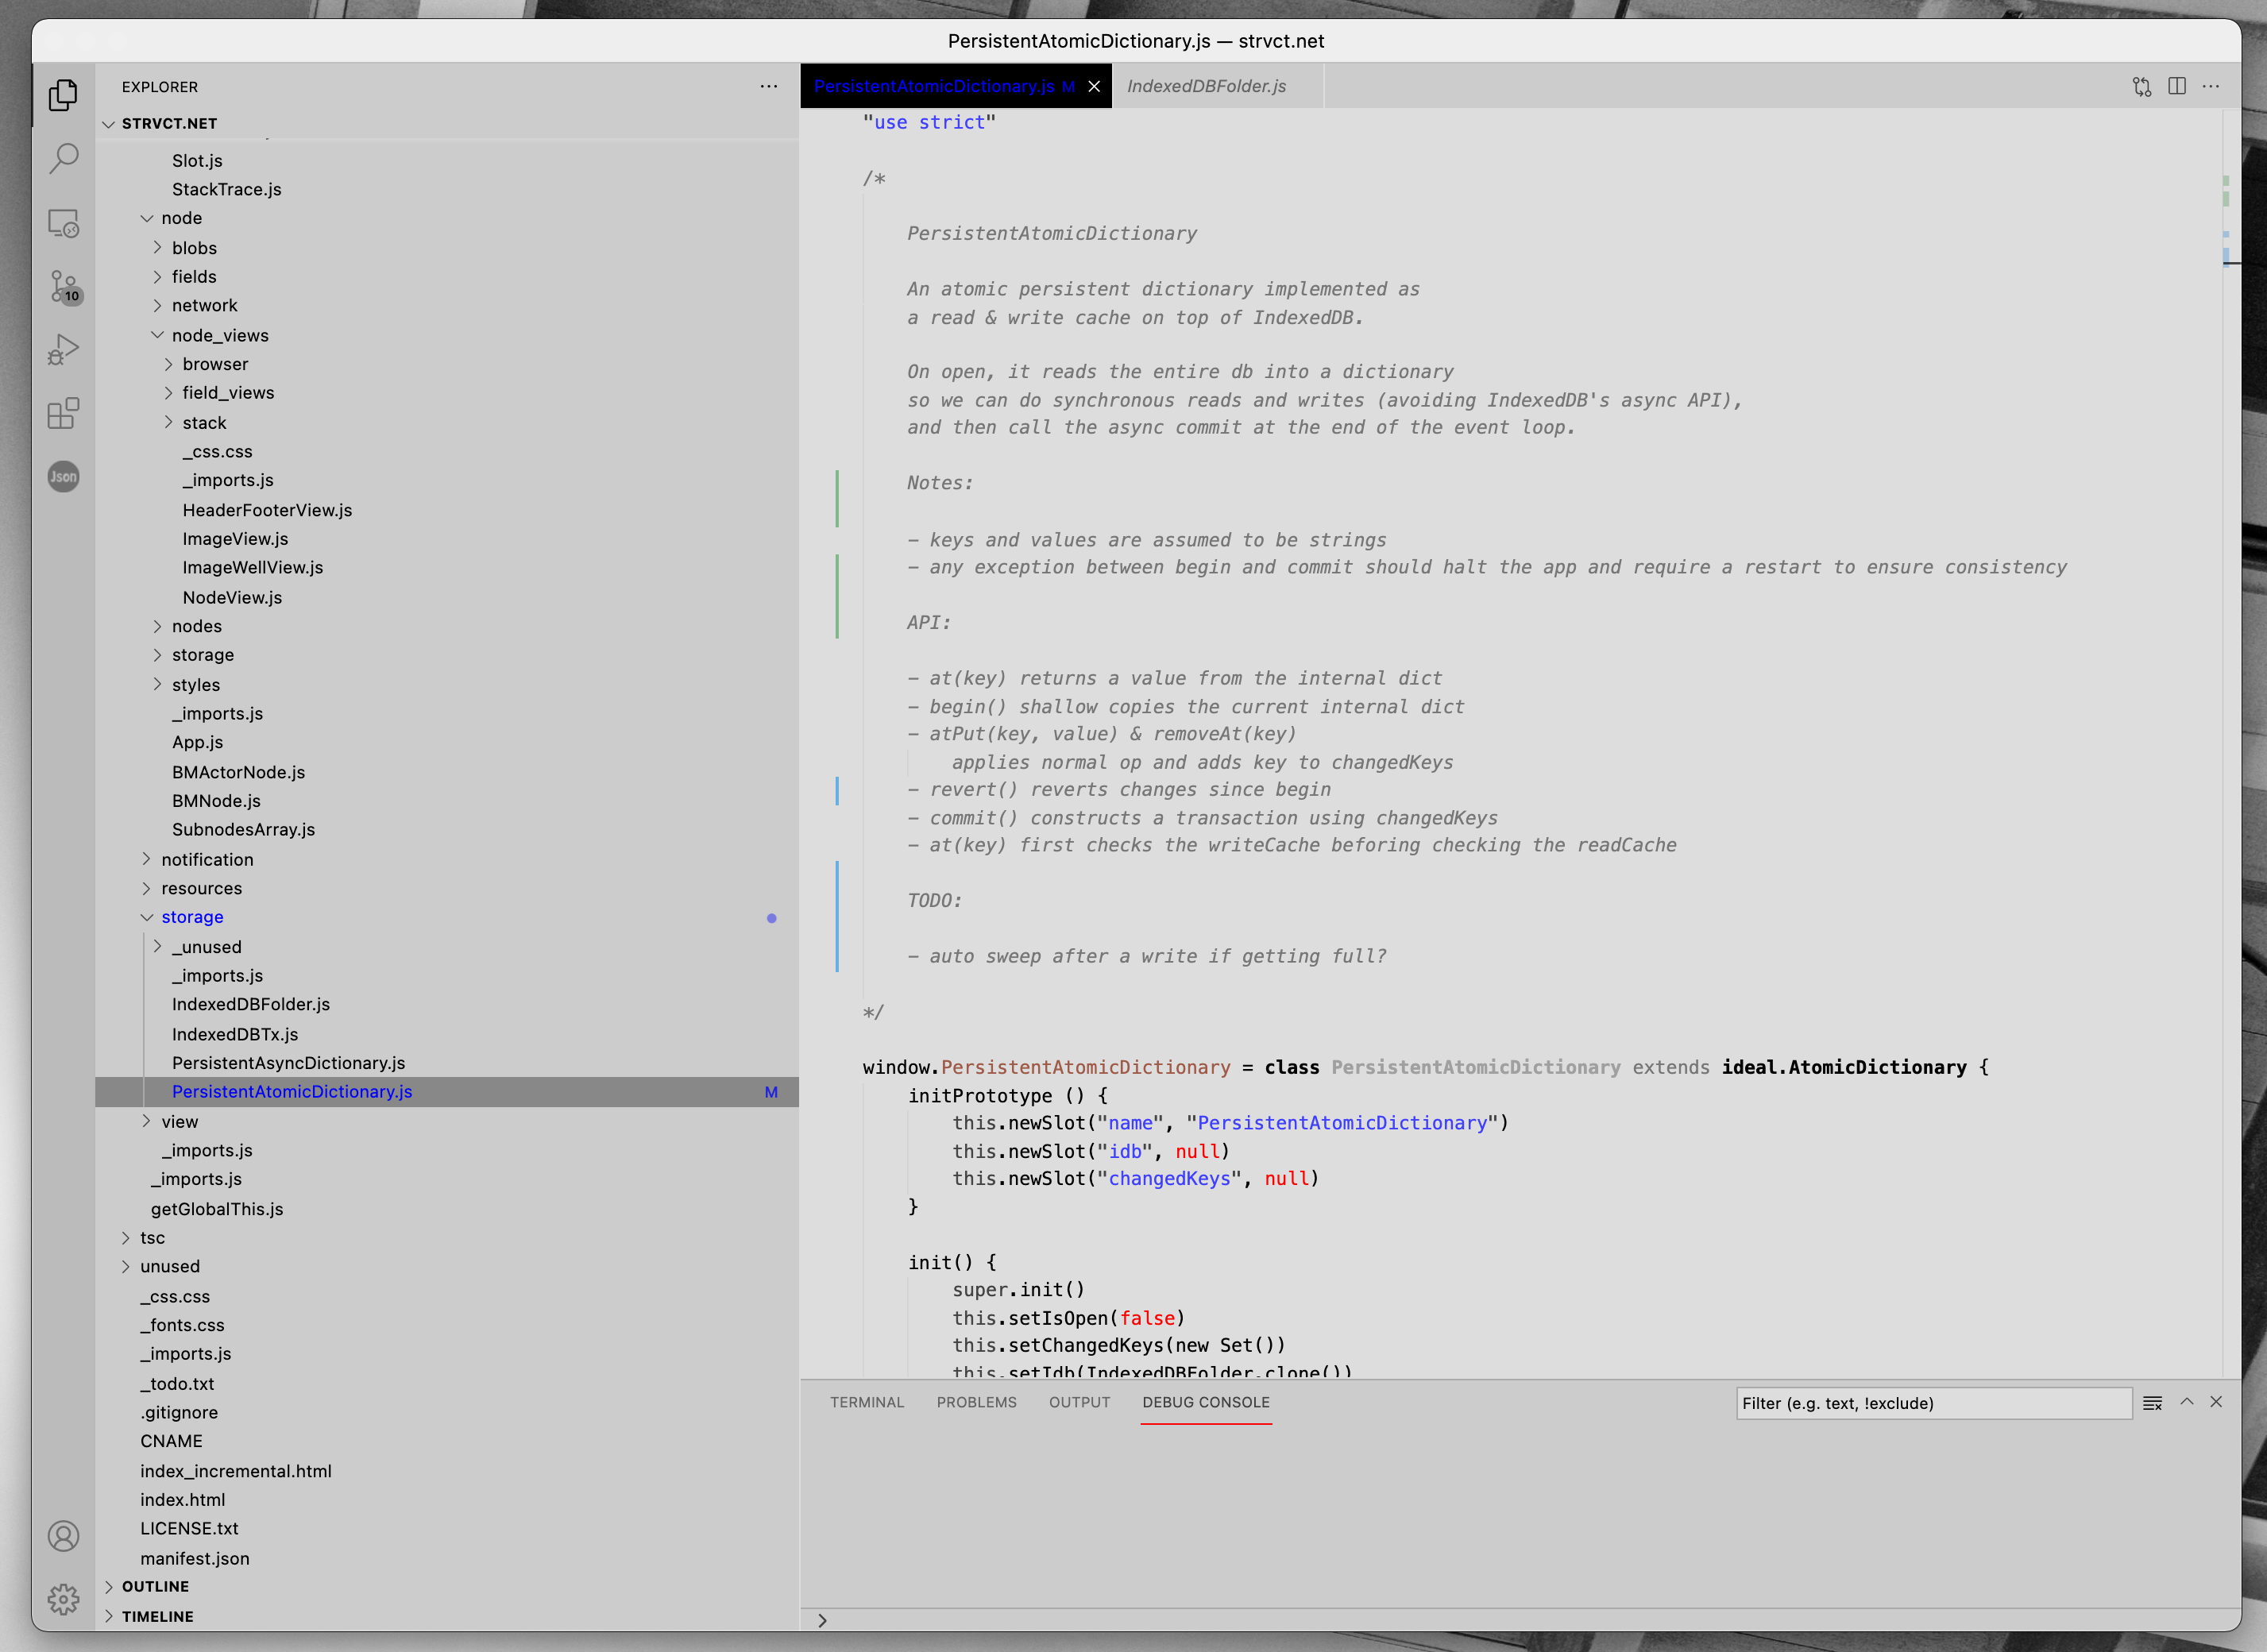 PersistentAtomicDictionary.js — strvct.net
EXPLORER
STRVCT.NET
Slot.js
StackTrace.js
node
blobs
fields
network
node_views
browser
field_views
stack
_css.css
_imports.js
HeaderFooterView.js
ImageView.js
ImageWellView.js
NodeView.js
nodes
storage
styles
_imports.js
App.js
BMActorNode.js
BMNode.js
SubnodesArray.js
notification
resources
storage
_unused
_imports.js
IndexedDBFolder.js
IndexedDBTx.js
PersistentAsyncDictionary.js
PersistentAtomicDictionary.js M
view
_imports.js
_imports.js
getGlobalThis.js
tsc
unused
_css.css
_fonts.css
_imports.js
_todo.txt
.gitignore
CNAME
index_incremental.html
index.html
LICENSE.txt
manifest.json
OUTLINE
TIMELINE
10
Json
PersistentAtomicDictionary.js M
IndexedDBFolder.js
"use strict"
/*
PersistentAtomicDictionary
An atomic persistent dictionary implemented as
a read & write cache on top of IndexedDB.
On open, it reads the entire db into a dictionary
so we can do synchronous reads and writes (avoiding IndexedDB's async API),
and then call the async commit at the end of the event loop.
Notes:
- keys and values are assumed to be strings
- any exception between begin and commit should halt the app and require a restart to ensure consistency
API:
- at(key) returns a value from the internal dict
- begin() shallow copies the current internal dict
- atPut(key, value) & removeAt(key)
applies normal op and adds key to changedKeys
- revert() reverts changes since begin
- commit() constructs a transaction using changedKeys
- at(key) first checks the writeCache beforing checking the readCache
TODO:
- auto sweep after a write if getting full?
*/
window.PersistentAtomicDictionary = class PersistentAtomicDictionary extends ideal.AtomicDictionary {
initPrototype () {
this.newSlot("name", "PersistentAtomicDictionary")
this.newSlot("idb", null)
this.newSlot("changedKeys", null)
}
init() {
super.init()
this.setIsOpen(false)
this.setChangedKeys(new Set())
this.setIdb(IndexedDBFolder.clone())
TERMINAL PROBLEMS OUTPUT DEBUG CONSOLE
Filter (e.g. text, !exclude)